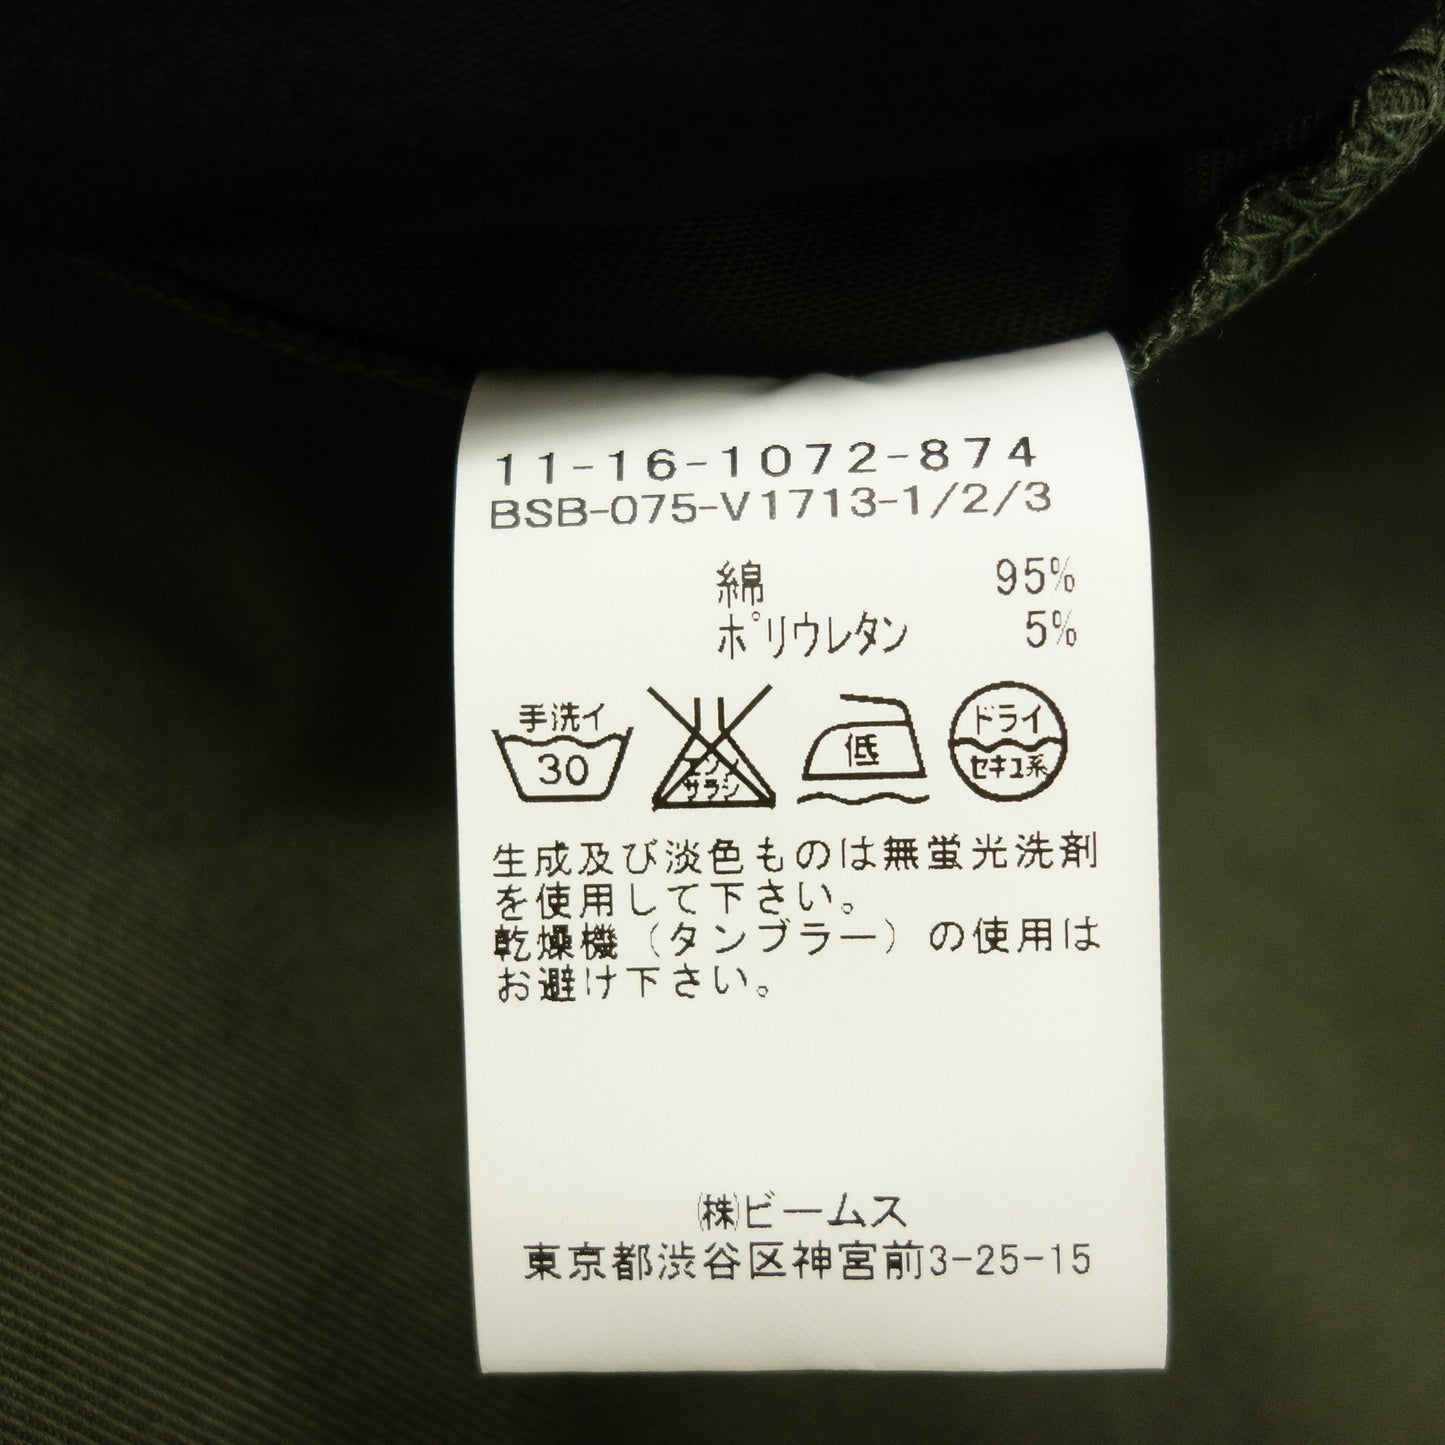 11-16-1072-874
BSB-075-V1713-1/2/3
綿 95%
ポリウレタン 5%
手洗イ
30
エンソ
サラシ
低
ドライ
セキユ系
生成及び淡色ものは無蛍光洗剤
を使用して下さい。
乾燥機（タンブラー）の使用は
お避け下さい。
㈱ビームス
東京都渋谷区神宮前3-25-15